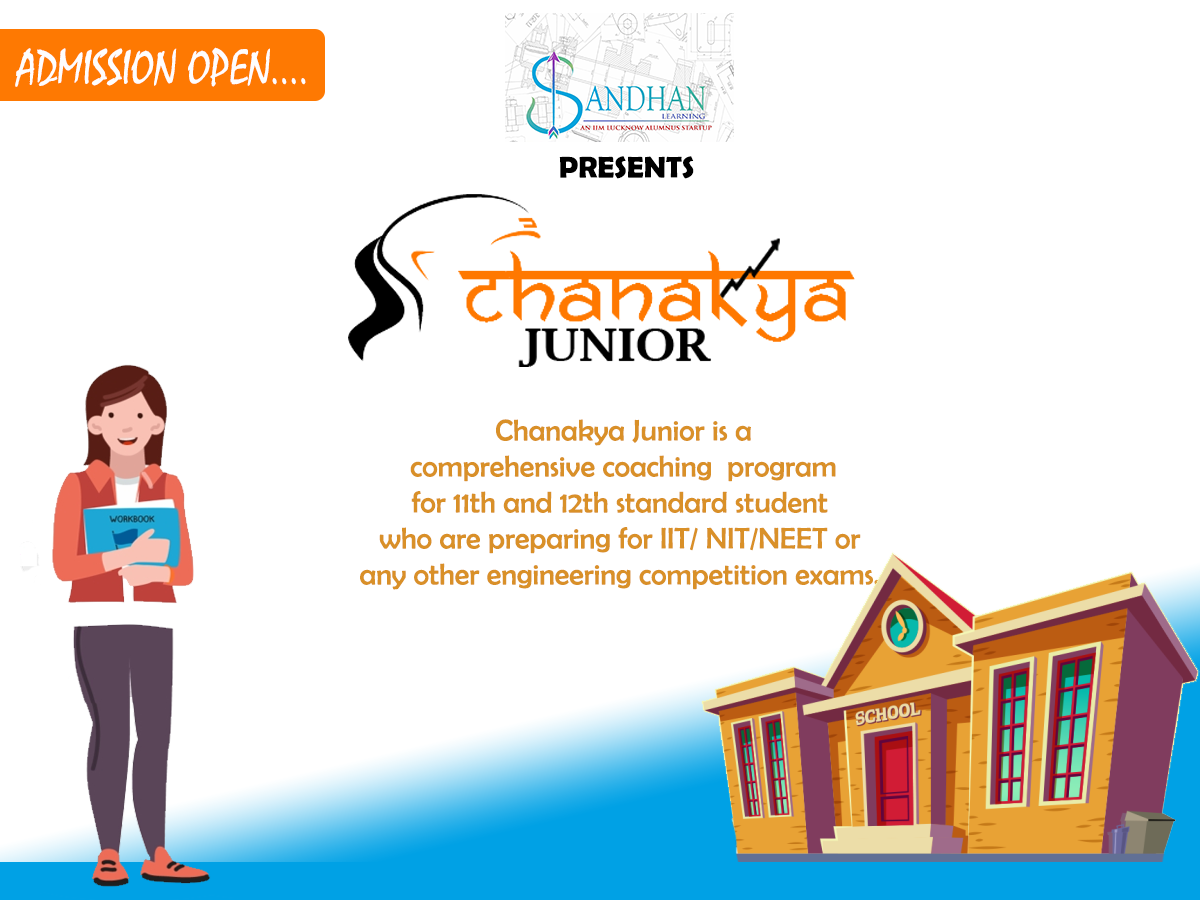 ADMISSION OPEN....
SANDHAN
LEARNING
AN IIM LUCKNOW ALUMNUS STARTUP
PRESENTS
chanakya
JUNIOR
Chanakya Junior is a
comprehensive coaching program
for 11th and 12th standard student
who are preparing for IIT/ NIT/NEET or
any other engineering competition exams.
WORKBOOK
SCHOOL